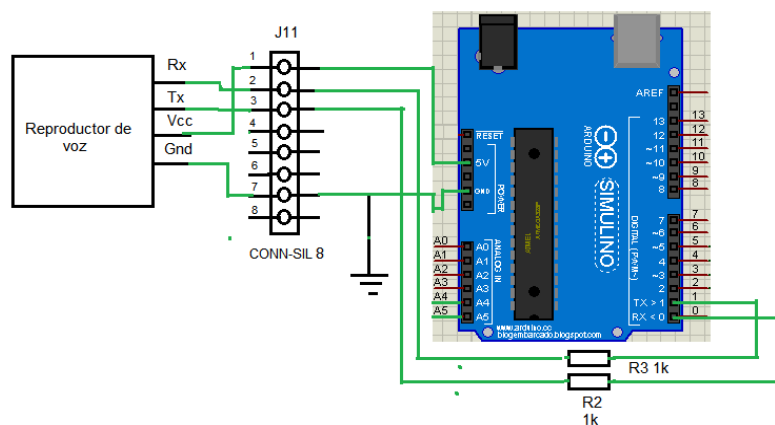 J11
Rx
Tx
Vcc
Gnd
Reproductor de
voz
1
2
3
4
5
6
7
8
CONN-SIL 8
RESET
5V
GND
POWER
A0
A1
A2
A3
A4
A5
A0
A1
A2
A3
A4
A5
ANALOG IN
ATMEL
ARDUINO
SIMULINO
AREF
13
12
~11
~10
~9
8
13
12
11
10
9
8
DIGITAL (PWM~)
7
~6
~5
4
~3
2
TX > 1
RX < 0
7
6
5
4
3
2
1
0
blogembarcado.blogspot.com
R3 1k
R2
1k